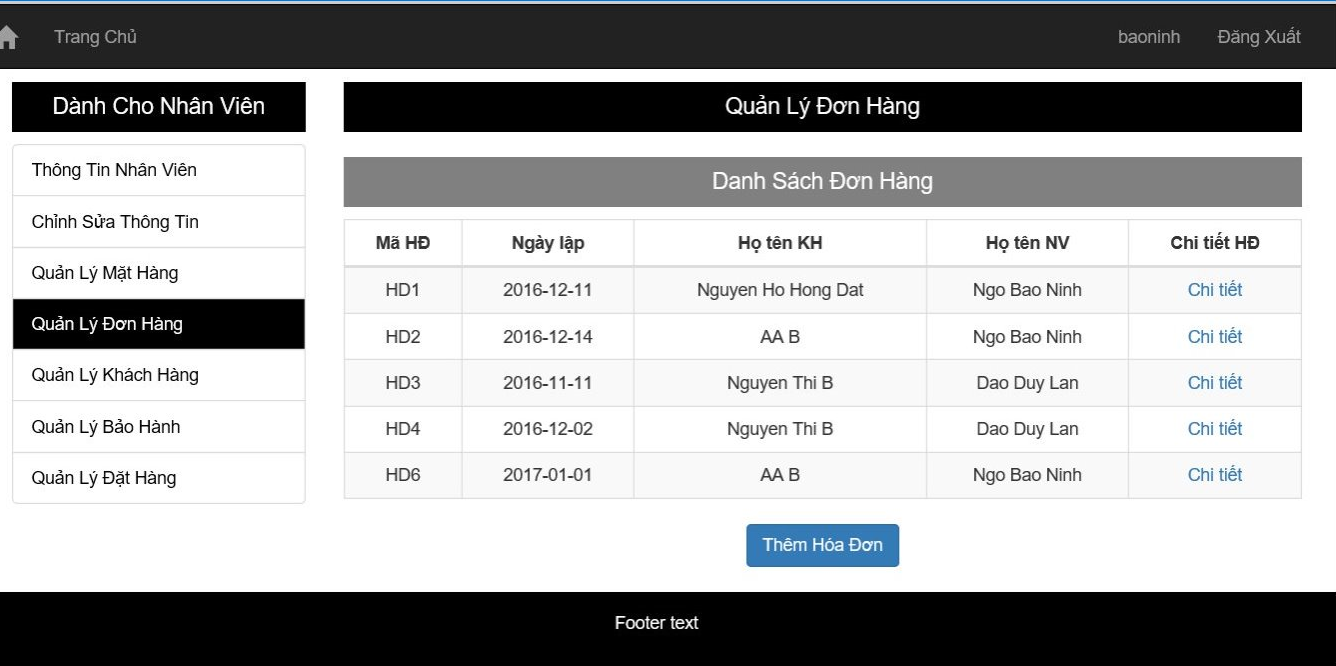 Trang Chủ baoninh Đăng Xuất
Dành Cho Nhân Viên
Thông Tin Nhân Viên
Chỉnh Sửa Thông Tin
Quản Lý Mặt Hàng
Quản Lý Đơn Hàng
Quản Lý Khách Hàng
Quản Lý Bảo Hành
Quản Lý Đặt Hàng
Quản Lý Đơn Hàng
Danh Sách Đơn Hàng
Mã HĐ Ngày lập Họ tên KH Họ tên NV Chi tiết HĐ
HD1 2016-12-11 Nguyen Ho Hong Dat Ngo Bao Ninh Chi tiết
HD2 2016-12-14 AA B Ngo Bao Ninh Chi tiết
HD3 2016-11-11 Nguyen Thi B Dao Duy Lan Chi tiết
HD4 2016-12-02 Nguyen Thi B Dao Duy Lan Chi tiết
HD6 2017-01-01 AA B Ngo Bao Ninh Chi tiết
Thêm Hóa Đơn
Footer text